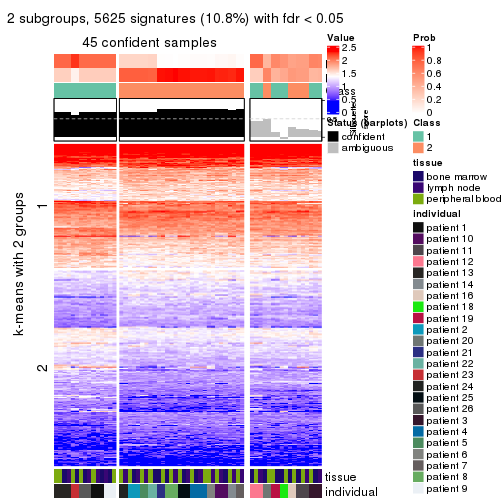 2 subgroups, 5625 signatures (10.8%) with fdr < 0.05
45 confident samples
k-means with 2 groups
1
2
tissue
individual
Value
2.5
2
1.5
1
0.5
0
Status (barplots)
confident
ambiguous
Prob
1
0.8
0.6
0.4
0.2
0
Class
1
2
tissue
bone marrow
lymph node
peripheral blood
individual
patient 1
patient 10
patient 11
patient 12
patient 13
patient 14
patient 16
patient 18
patient 19
patient 2
patient 20
patient 21
patient 22
patient 23
patient 24
patient 25
patient 26
patient 3
patient 4
patient 5
patient 6
patient 7
patient 8
patient 9